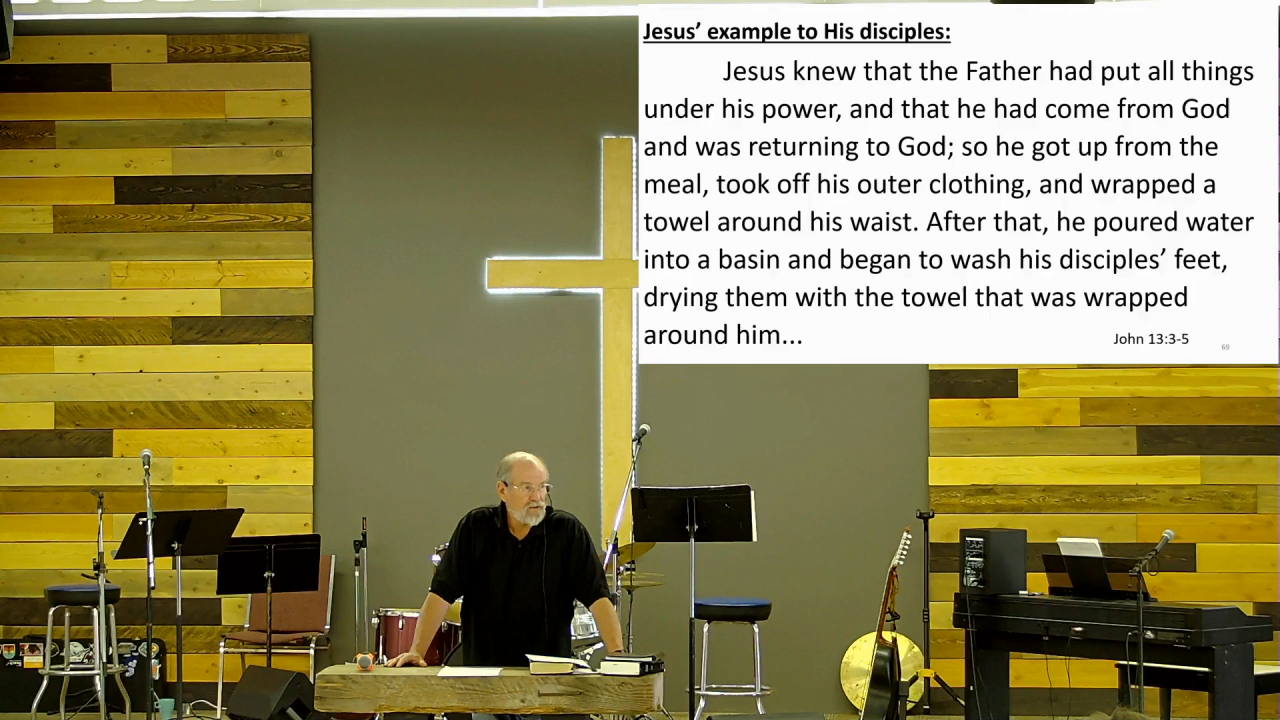 Jesus’ example to His disciples:
Jesus knew that the Father had put all things
under his power, and that he had come from God
and was returning to God; so he got up from the
meal, took off his outer clothing, and wrapped a
towel around his waist. After that, he poured water
into a basin and began to wash his disciples’ feet,
drying them with the towel that was wrapped
around him...
John 13:3-5
69